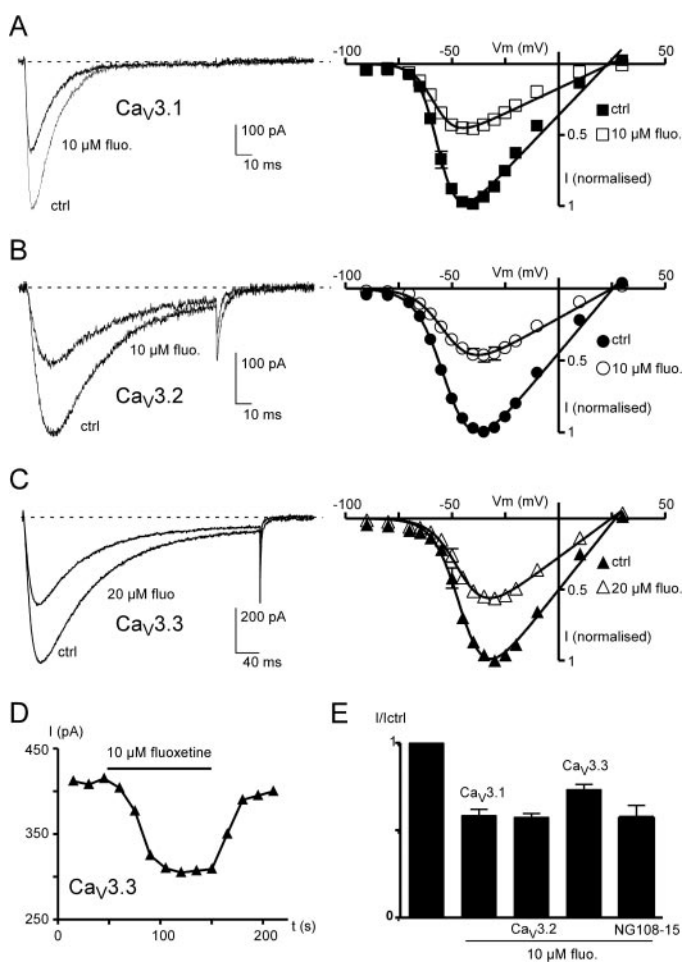 A
-100
-50
Vm (mV)
50
CaV3.1
10 µM fluo.
ctrl
100 pA
10 ms
ctrl
10 µM fluo.
0.5
I (normalised)
1
B
-100
-50
Vm (mV)
50
10 µM fluo.
CaV3.2
ctrl
100 pA
10 ms
ctrl
10 µM fluo.
0.5
I (normalised)
1
C
-100
-50
Vm (mV)
50
20 µM fluo
CaV3.3
ctrl
200 pA
40 ms
ctrl
20 µM fluo.
0.5
I (normalised)
1
D
I (pA)
450
10 µM fluoxetine
350
CaV3.3
250
0
100
200
t (s)
E
I/Ictrl
1
CaV3.1
CaV3.3
0
CaV3.2
NG108-15
10 µM fluo.